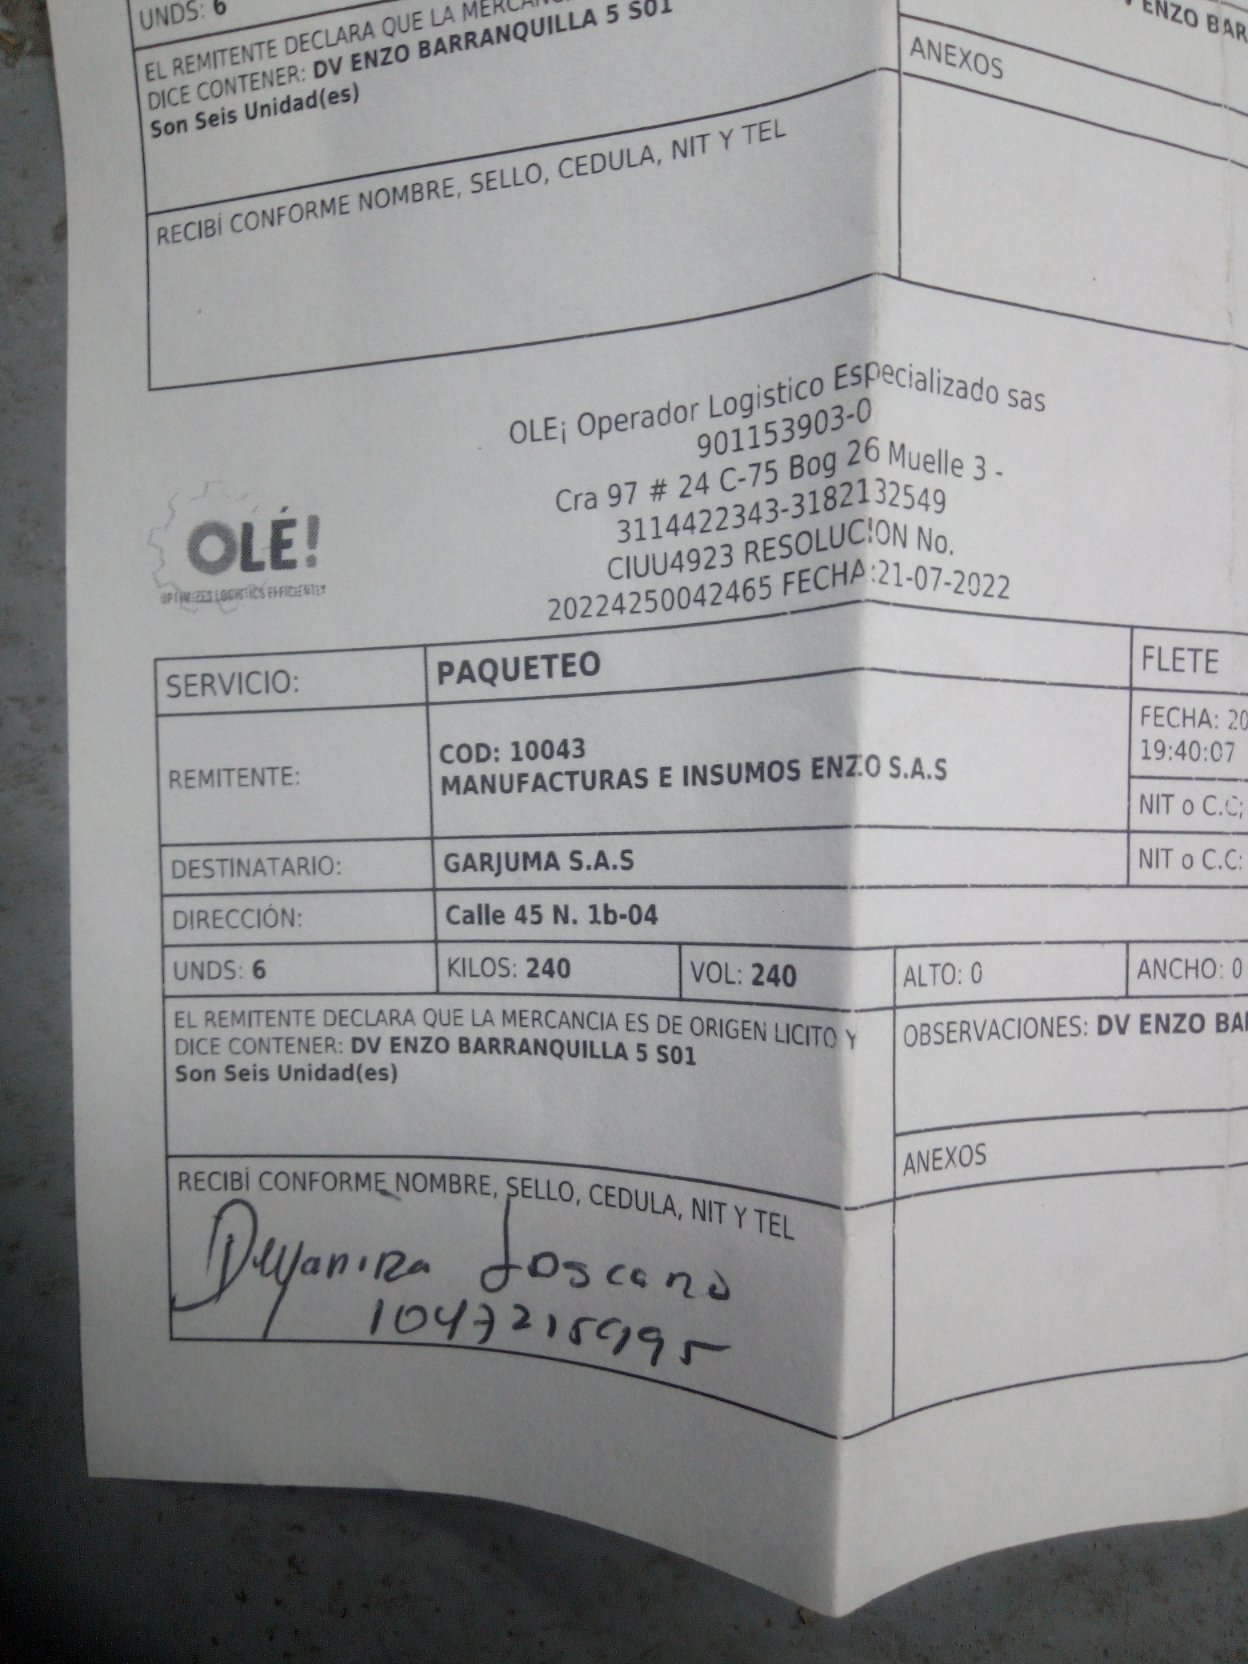 UNDS: 6
EL REMITENTE DECLARA QUE LA
DICE CONTENER: DV ENZO BARRANQUILLA 5 S01
Son Seis Unidad(es)
ENZO BAR
ANEXOS
RECIBÍ CONFORME NOMBRE, SELLO, CEDULA, NIT Y TEL
OLE¡ Operador Logistico Especializado sas
901153903-0
Cra 97 # 24 C-75 Bog 26 Muelle 3 -
3114422343-3182132549
CIUU4923 RESOLUCION No.
20224250042465 FECHA:21-07-2022
OLÉ!
OPTIMIZES LOGISTICS EFFICIENTLY
SERVICIO: PAQUETEO FLETE
REMITENTE: COD: 10043
MANUFACTURAS E INSUMOS ENZO S.A.S
FECHA: 20
19:40:07
NIT o C.C;
DESTINATARIO: GARJUMA S.A.S NIT o C.C:
DIRECCIÓN: Calle 45 N. 1b-04
UNDS: 6 KILOS: 240 VOL: 240 ALTO: 0 ANCHO: 0
EL REMITENTE DECLARA QUE LA MERCANCIA ES DE ORIGEN LICITO Y
DICE CONTENER: DV ENZO BARRANQUILLA 5 S01
Son Seis Unidad(es)
OBSERVACIONES: DV ENZO BA
ANEXOS
RECIBÍ CONFORME NOMBRE, SELLO, CEDULA, NIT Y TEL
Deyanira Loscano
1047215995